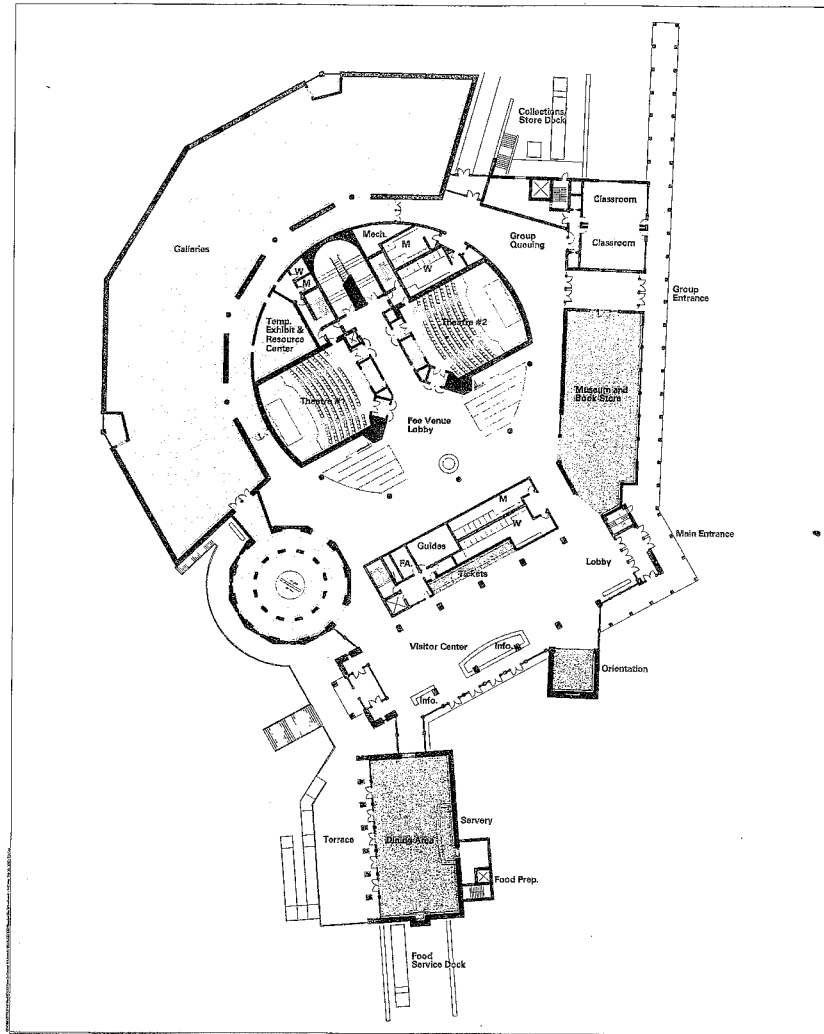 Collections/
Store Dock
Classroom
Mech.
M
Group
Queuing
Classroom
Galleries
W
W
M
Group
Entrance
Temp.
Exhibit &
Resource
Center
Theatre #2
Museum and
Book Store
Theatre #1
Fee Venue
Lobby
M
W
Main Entrance
Guides
FA.
Lobby
Tickets
Visitor Center
Info.
Orientation
Info.
Servery
Terrace
Dining Area
Food Prep.
Food
Service Dock